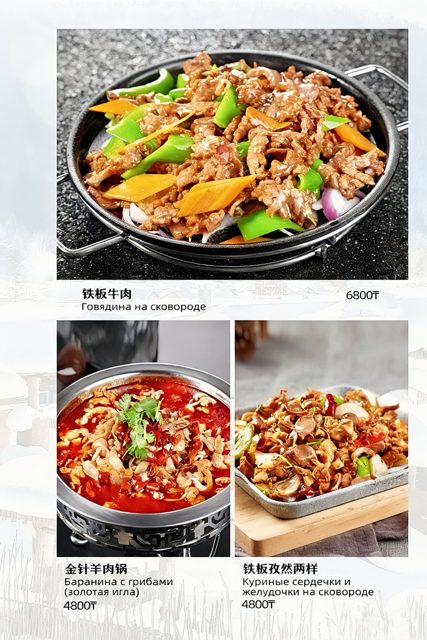 铁板牛肉
Говядина на сковороде
6800₸
金针羊肉锅
Баранина с грибами
(золотая игла)
4800₸
铁板孜然两样
Куриные сердечки и
желудочки на сковороде
4800₸